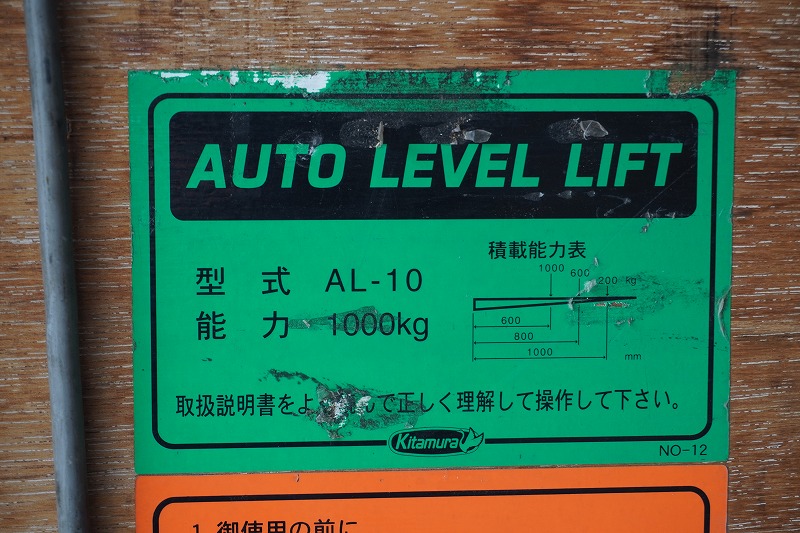 AUTO LEVEL LIFT
型 式 AL-10
能 力 1000kg
積載能力表
1000 600 200 kg
600
800
1000
mm
取扱説明書をよ んで正しく理解して操作して下さい。
Kitamura
NO-12
1. 御使用の前に